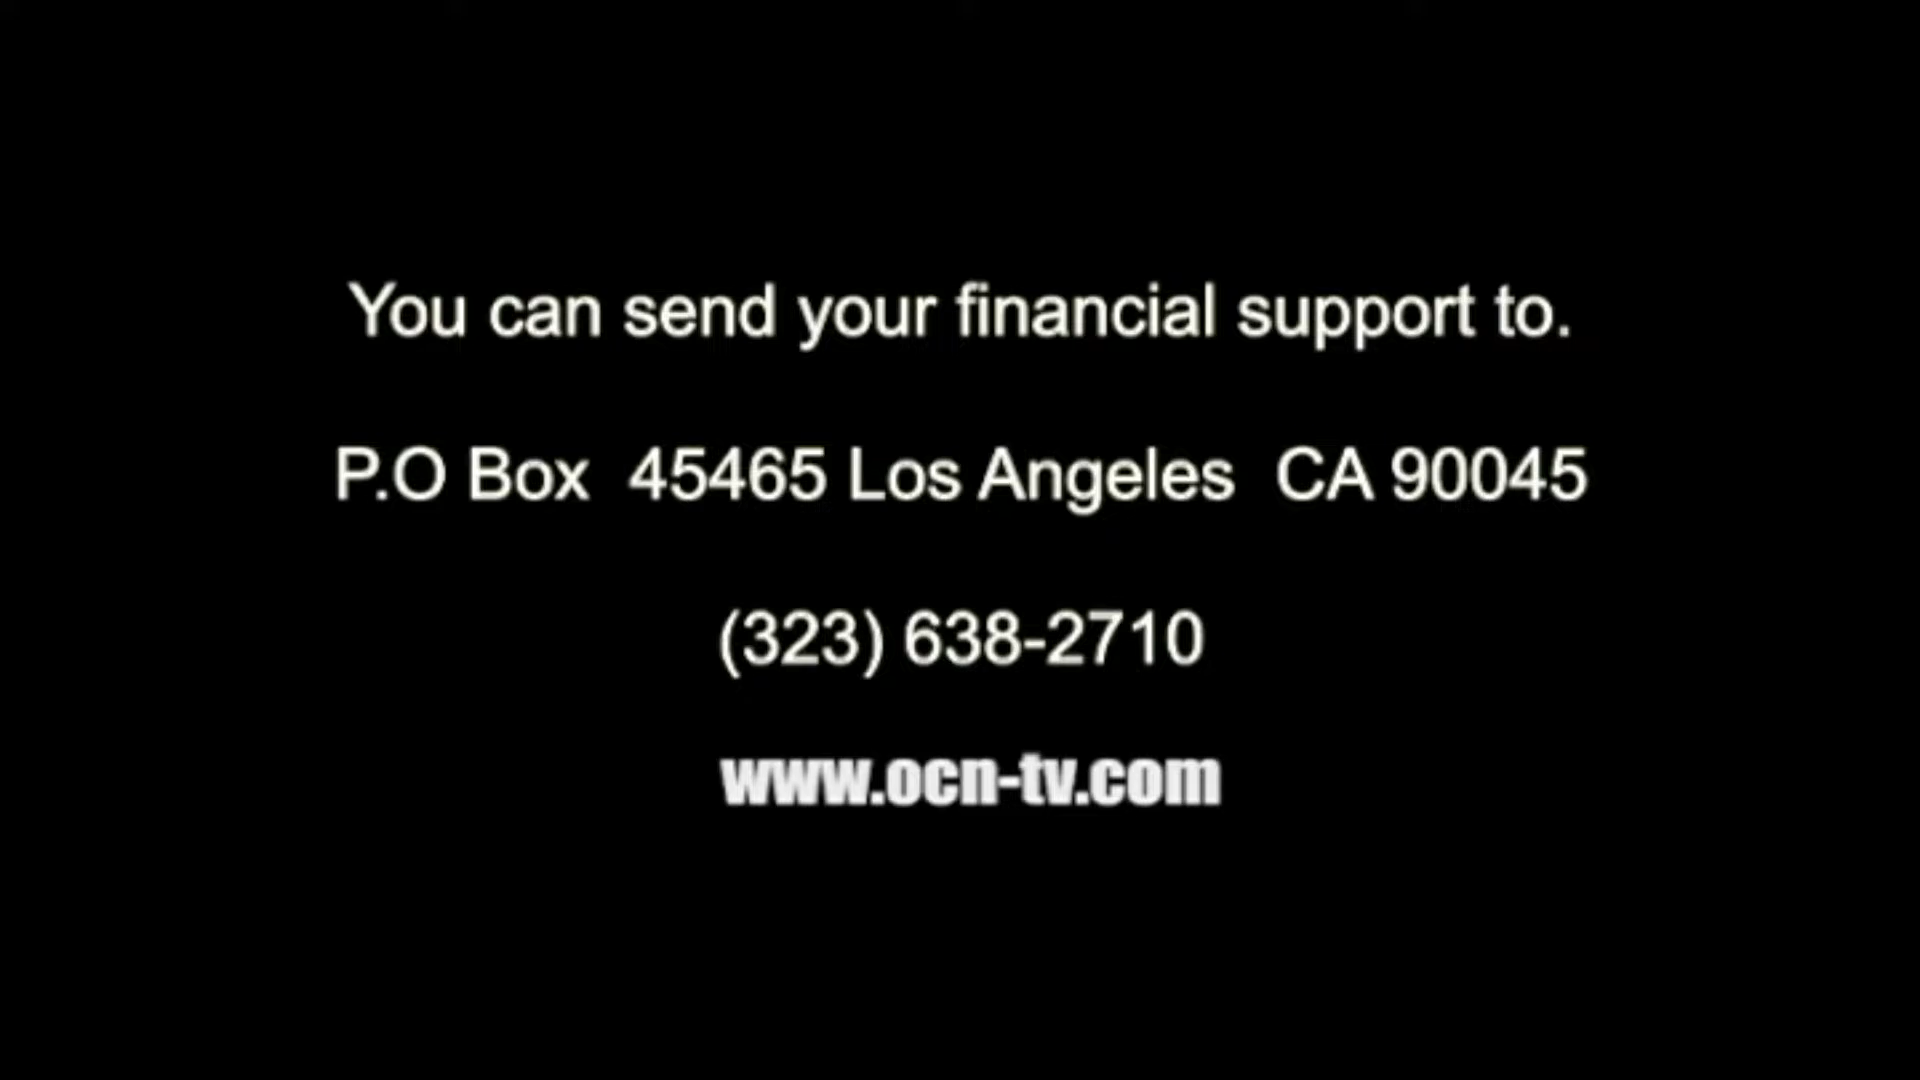 You can send your financial support to.
P.O Box  45465 Los Angeles  CA 90045
(323) 638-2710
www.ocn-tv.com